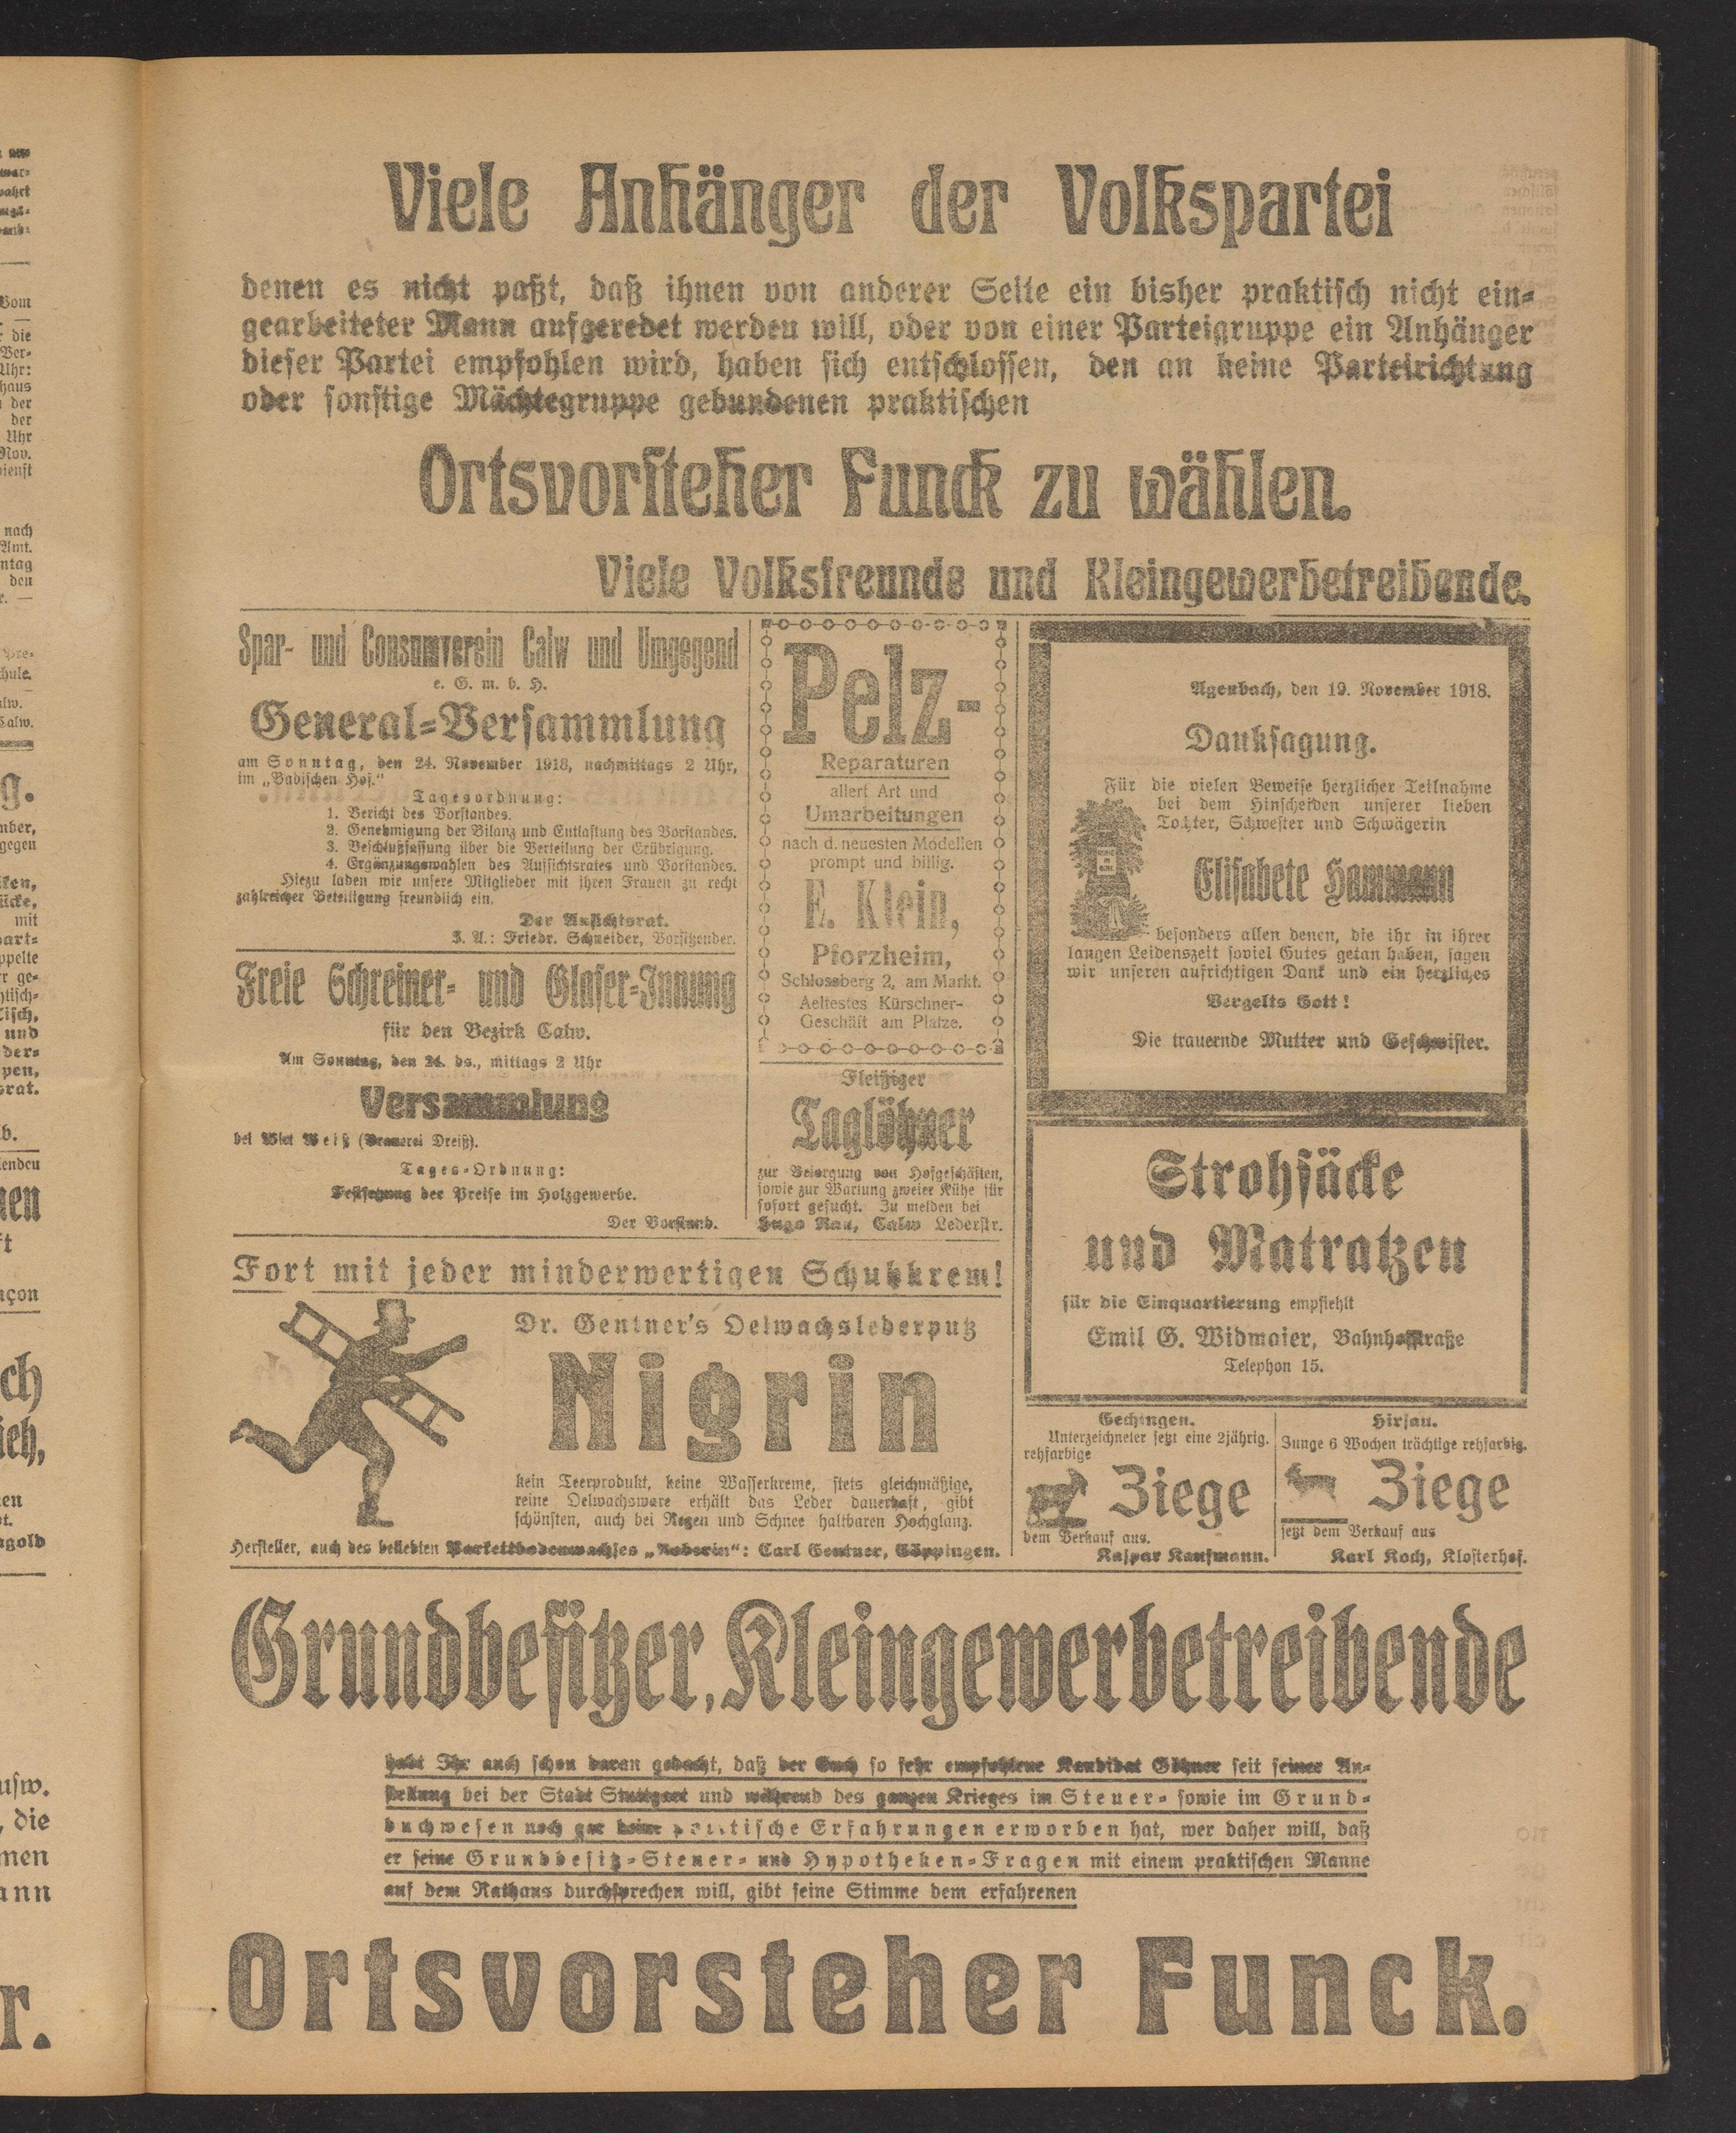 Viele Anhänger der Volkspartei
denen es nicht paßt, daß ihnen von anderer Seite ein bisher praktisch nicht ein-
gearbeiteter Mann aufgeredet werden will, oder von einer Parteigruppe ein Anhänger
dieser Partei empfohlen wird, haben sich entschlossen, den an keine Parteirichtung
oder sonstige Mächtegruppe gebundenen praktischen
Ortsvorsteher Funck zu wählen.
Viele Volksfreunde und Kleingewerbetreibende.
Spar- und Consumverein Calw und Umgegend
e. G. m. b. H.
General-Versammlung
am Sonntag, den 24. November 1918, nachmittags 2 Uhr,
im „Badischen Hof."
Tagesordnung:
1. Bericht des Vorstandes.
2. Genehmigung der Bilanz und Entlastung des Vorstandes.
3. Beschlußfassung über die Verteilung der Erübrigung.
4. Ergänzungswahlen des Aufsichtsrates und Vorstandes.
Hiezu laden wir unsere Mitglieder mit ihren Frauen zu recht
zahlreicher Beteiligung freundlich ein.
Der Aufsichtsrat.
J. A.: Friedr. Schneider, Vorsitzender.
Freie Schreiner- und Glaser-Innung
für den Bezirk Calw.
Am Sonntag, den 24. ds., mittags 2 Uhr
Versammlung
bei Wirt Weiß (Brauerei Dreiß).
Tages-Ordnung:
Festsetzung der Preise im Holzgewerbe.
Der Vorstand.
Pelz-
Reparaturen
allerf Art und
Umarbeitungen
nach d. neuesten Modellen
prompt und billig.
E. Klein,
Pforzheim,
Schlossberg 2, am Markt.
Aeltestes Kürschner-
Geschäft am Platze.
Fleißiger
Taglöhner
zur Besorgung von Hofgeschäften,
sowie zur Wartung zweier Kühe für
sofort gesucht. Zu melden bei
Hugo Rau, Calw Lederstr.
Agenbach, den 19. November 1918.
Danksagung.
Für die vielen Beweise herzlicher Teilnahme
bei dem Hinscheiden unserer lieben
Tochter, Schwester und Schwägerin
Elisabete Hammann
besonders allen denen, die ihr in ihrer
langen Leidenszeit soviel Gutes getan haben, sagen
wir unseren aufrichtigen Dank und ein herzliches
Vergelts Gott!
Die trauernde Mutter und Geschwister.
Strohsäcke
und Matratzen
für die Einquartierung empfiehlt
Emil G. Widmaier, Bahnhofstraße
Telephon 15.
Fort mit jeder minderwertigen Schuhkrem!
Dr. Gentner's Oelwachslederputz
Nigrin
kein Teerprodukt, keine Wasserkreme, stets gleichmäßige,
reine Oelwachsware erhält das Leder dauerhaft, gibt
schönsten, auch bei Regen und Schnee haltbaren Hochglanz.
Hersteller, auch des beliebten Parkettbodenwachses „Roberin": Carl Gentner, Göppingen.
Gechingen.
Unterzeichneter setzt eine 2jährig.
rehfarbige
Ziege
dem Verkauf aus.
Kaspar Kaufmann.
Hirsau.
Junge 6 Wochen trächtige rehfarbig.
Ziege
setzt dem Verkauf aus
Karl Koch, Klosterhof.
Grundbesitzer, Kleingewerbetreibende
habt Ihr auch schon daran gedacht, daß der Euch so sehr empfohlene Kandidat Göhner seit seiner An-
stellung bei der Stadt Stuttgart und während des ganzen Krieges im Steuer- sowie im Grund-
buchwesen noch gar keine Erfahrungen erworben hat, wer daher will, daß
er seine Grundbesitz-Steuer- und Hypotheken-Fragen mit einem praktischen Manne
auf dem Rathaus durchsprechen will, gibt seine Stimme dem erfahrenen
Ortsvorsteher Funck.